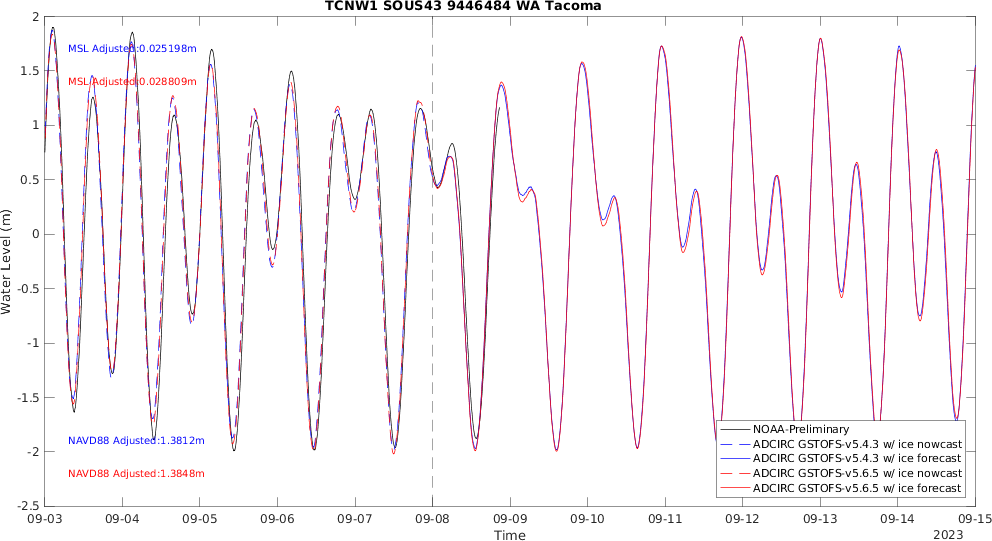 TCNW1 SOUS43 9446484 WA Tacoma
2
1.5
1
0.5
0
-0.5
-1
-1.5
-2
-2.5
Water Level (m)
MSL Adjusted:0.025198m
MSL Adjusted:0.028809m
NAVD88 Adjusted:1.3812m
NAVD88 Adjusted:1.3848m
NOAA-Preliminary
ADCIRC GSTOFS-v5.4.3 w/ ice nowcast
ADCIRC GSTOFS-v5.4.3 w/ ice forecast
ADCIRC GSTOFS-v5.6.5 w/ ice nowcast
ADCIRC GSTOFS-v5.6.5 w/ ice forecast
09-03 09-04 09-05 09-06 09-07 09-08 09-09 09-10 09-11 09-12 09-13 09-14 09-15
Time
2023